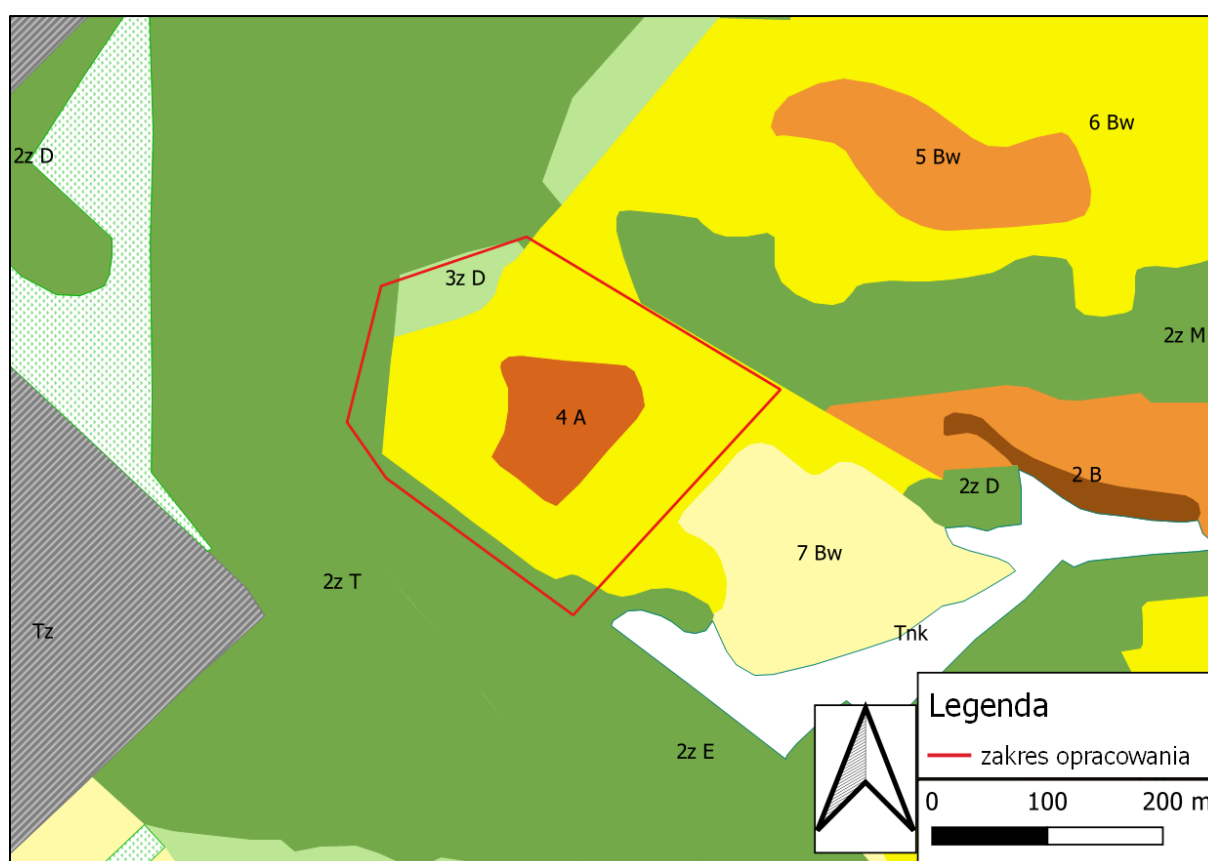 6 Bw
2z D
5 Bw
3z D
2z M
4 A
2 B
2z D
7 Bw
2z T
Tz
Tnk
2z E
Legenda
zakres opracowania
0 100 200 m